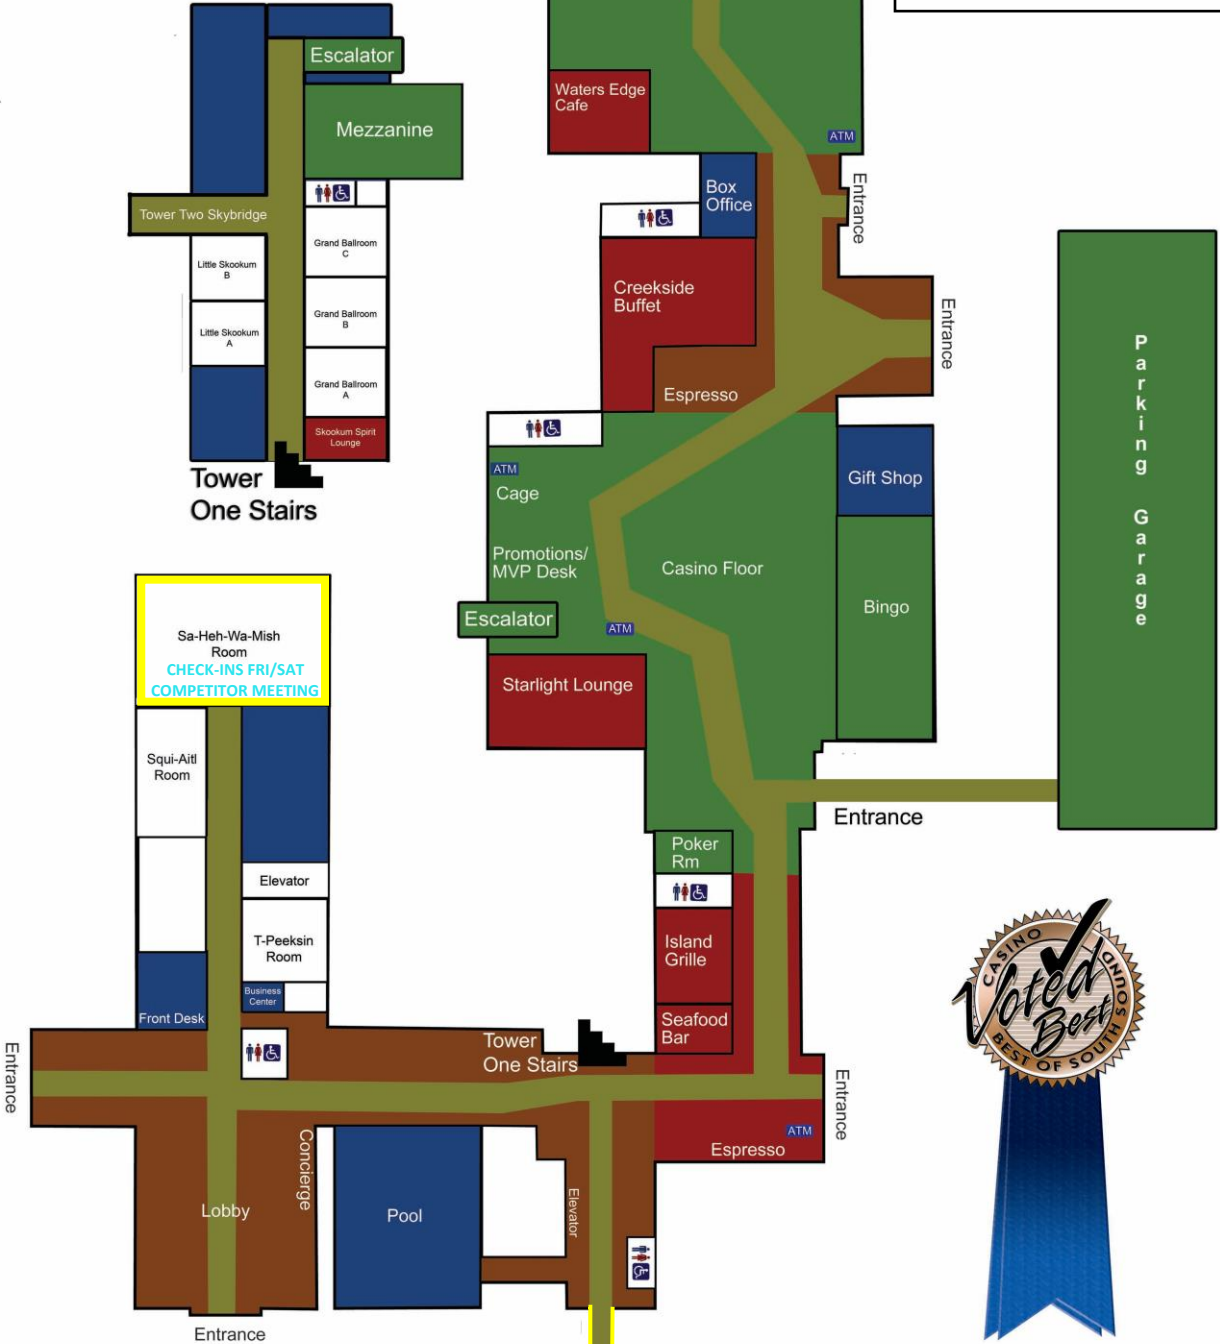 Escalator
Mezzanine
Tower Two Skybridge
Grand Ballroom
C
Little Skookum
B
Grand Ballroom
B
Little Skookum
A
Grand Ballroom
A
Skookum Spirit
Lounge
Tower
One Stairs
Waters Edge
Cafe
ATM
Box
Office
Entrance
Creekside
Buffet
Entrance
Espresso
ATM
Cage
Gift Shop
Promotions/
MVP Desk
Casino Floor
Bingo
Escalator
ATM
Starlight Lounge
Parking Garage
Entrance
Poker
Rm
Island
Grille
Seafood
Bar
Sa-Heh-Wa-Mish
Room
CHECK-INS FRI/SAT
COMPETITOR MEETING
Squi-Aitl
Room
Elevator
T-Peeksin
Room
Business
Center
Front Desk
Tower
One Stairs
Entrance
Entrance
ATM
Espresso
Concierge
Lobby
Pool
Elevator
Entrance
CASINO
Voted
Best
BEST OF SOUTH SOUND